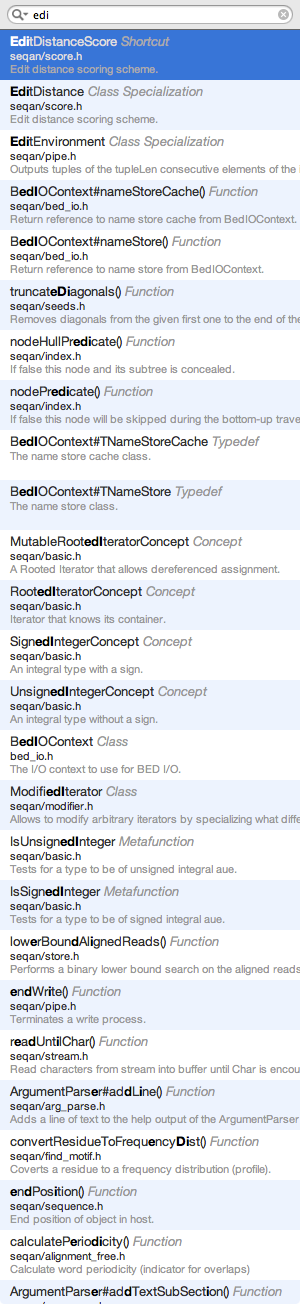 edi
EditDistanceScore Shortcut
seqan/score.h
Edit distance scoring scheme.
EditDistance Class Specialization
seqan/score.h
Edit distance scoring scheme.
EditEnvironment Class Specialization
seqan/pipe.h
Outputs tuples of the tupleLen consecutive elements of the
BedIOContext#nameStoreCache() Function
seqan/bed_io.h
Return reference to name store cache from BedIOContext.
BedIOContext#nameStore() Function
seqan/bed_io.h
Return reference to name store from BedIOContext.
truncateDiagonals() Function
seqan/seeds.h
Removes diagonals from the given first one to the end of the
nodeHullPredicate() Function
seqan/index.h
If false this node and its subtree is concealed.
nodePredicate() Function
seqan/index.h
If false this node will be skipped during the bottom-up trave
BedIOContext#TNameStoreCache Typedef
The name store cache class.
BedIOContext#TNameStore Typedef
The name store class.
MutableRootedIteratorConcept Concept
seqan/basic.h
A Rooted Iterator that allows dereferenced assignment.
RootedIteratorConcept Concept
seqan/basic.h
Iterator that knows its container.
SignedIntegerConcept Concept
seqan/basic.h
An integral type with a sign.
UnsignedIntegerConcept Concept
seqan/basic.h
An integral type without a sign.
BedIOContext Class
bed_io.h
The I/O context to use for BED I/O.
ModifiedIterator Class
seqan/modifier.h
Allows to modify arbitrary iterators by specializing what diffe
IsUnsignedInteger Metafunction
seqan/basic.h
Tests for a type to be of unsigned integral aue.
IsSignedInteger Metafunction
seqan/basic.h
Tests for a type to be of signed integral aue.
lowerBoundAlignedReads() Function
seqan/store.h
Performs a binary lower bound search on the aligned reads
endWrite() Function
seqan/pipe.h
Terminates a write process.
readUntilChar() Function
seqan/stream.h
Read characters from stream into buffer until Char is encou
ArgumentParser#addLine() Function
seqan/arg_parse.h
Adds a line of text to the help output of the ArgumentParser
convertResidueToFrequencyDist() Function
seqan/find_motif.h
Coverts a residue to a frequency distribution (profile).
endPosition() Function
seqan/sequence.h
End position of object in host.
calculatePeriodicity() Function
seqan/alignment_free.h
Calculate word periodicity (indicator for overlaps)
ArgumentParser#addTextSubSection() Function